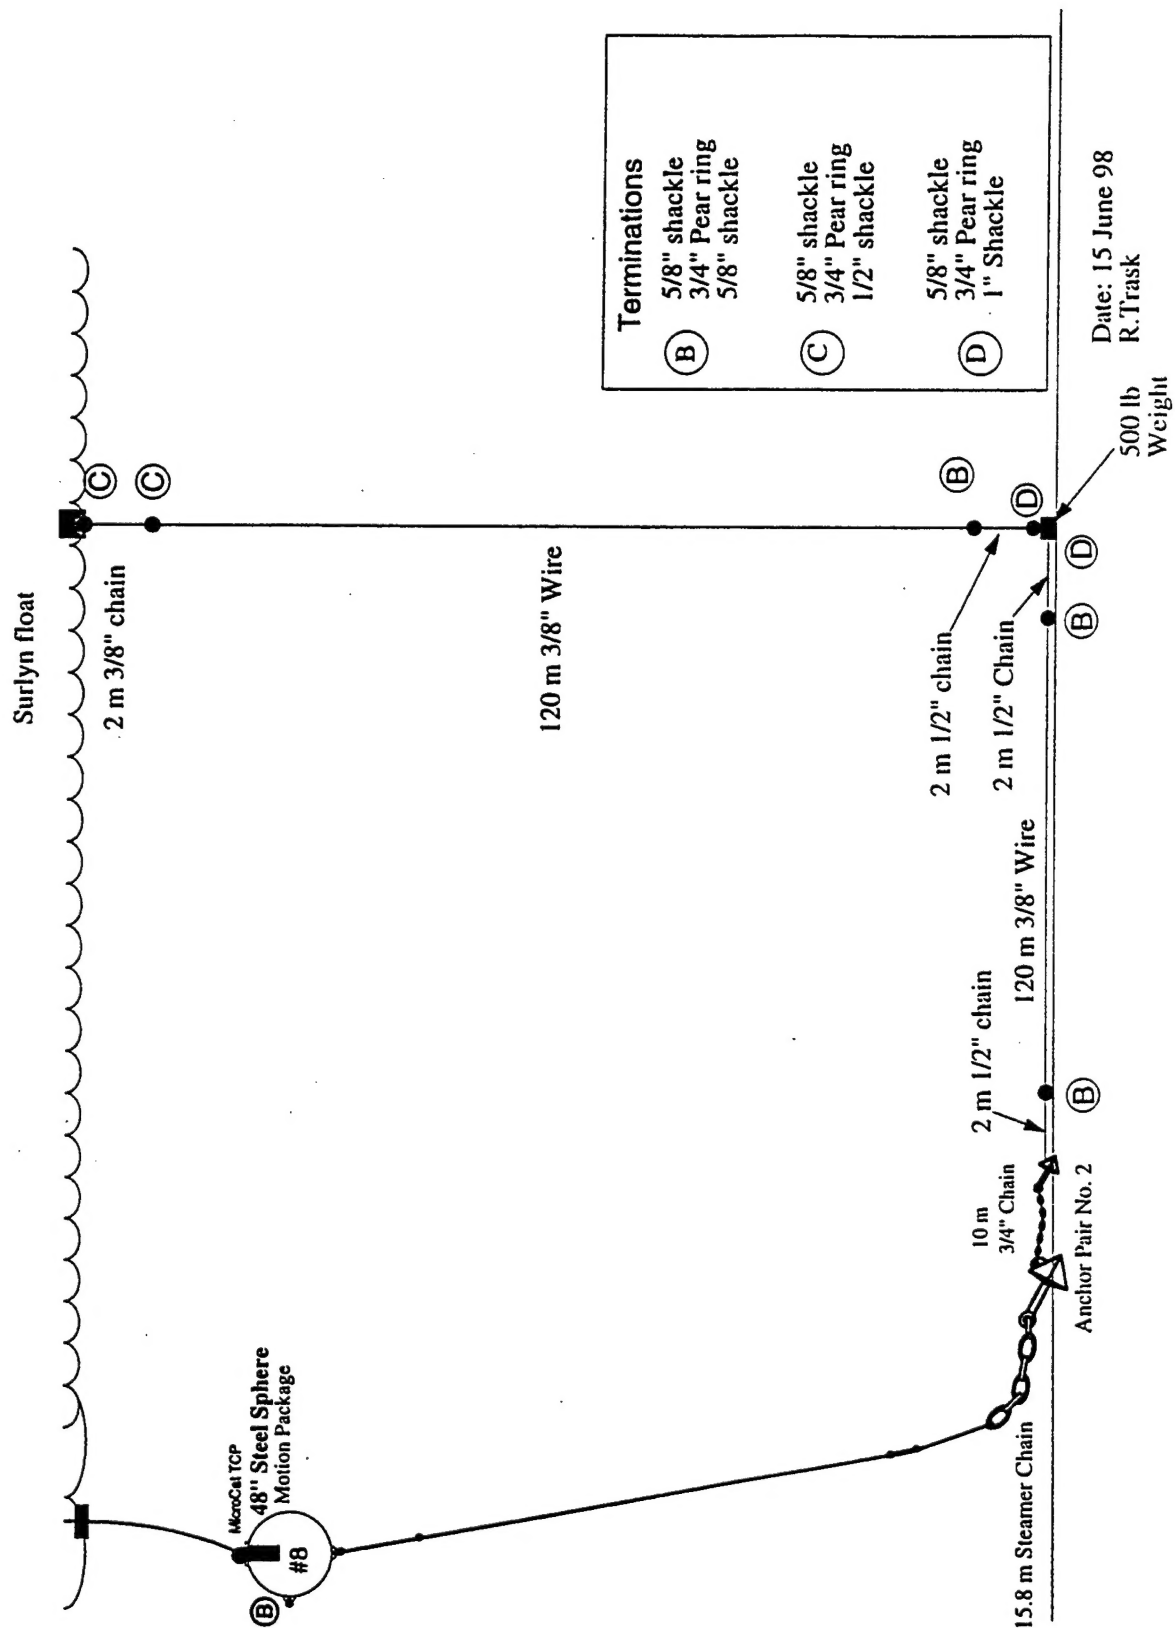 Surlyn float
C
2 m 3/8" chain
C
120 m 3/8" Wire
MicroCat TCP
48" Steel Sphere
Motion Package
#8
B
B
2 m 1/2" chain
D
2 m 1/2" Chain
D
B
120 m 3/8" Wire
2 m 1/2" chain
B
10 m
3/4" Chain
Anchor Pair No. 2
15.8 m Steamer Chain
500 lb
Weight
Terminations
B
5/8" shackle
3/4" Pear ring
5/8" shackle
C
5/8" shackle
3/4" Pear ring
1/2" shackle
D
5/8" shackle
3/4" Pear ring
1" Shackle
Date: 15 June 98
R.Trask